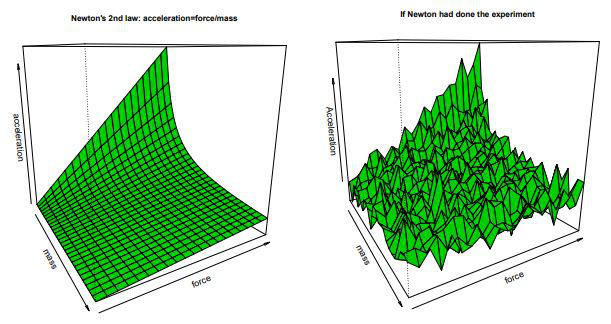 Newton's 2nd law: acceleration=force/mass
acceleration
mass
force
If Newton had done the experiment
Acceleration
mass
force